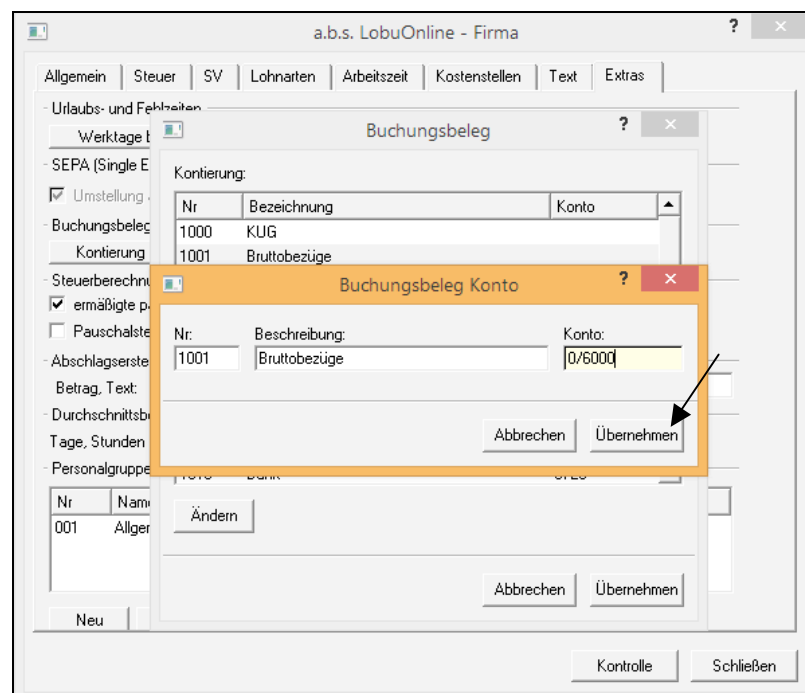 a.b.s. LobuOnline - Firma ?
Allgemein Steuer SV Lohnarten Arbeitszeit Kostenstellen Text Extras
Urlaubs- und Fehlzeiten
Werktage b
SEPA (Single E
Umstellung
Buchungsbeleg
Kontierung
Steuerberechnu
ermäßigte pa
Pauschalste
Abschlagserste
Betrag, Text:
Durchschnittsb
Tage, Stunden
Personalgruppe
Nr Nam
001 Allger
Neu
Buchungsbeleg ?
Kontierung:
Nr Bezeichnung Konto
1000 KUG
1001 Bruttobezüge
Buchungsbeleg Konto ?
Nr: Beschreibung: Konto:
1001 Bruttobezüge 0/6000
Abbrechen Übernehmen
Ändern
Abbrechen Übernehmen
Kontrolle Schließen